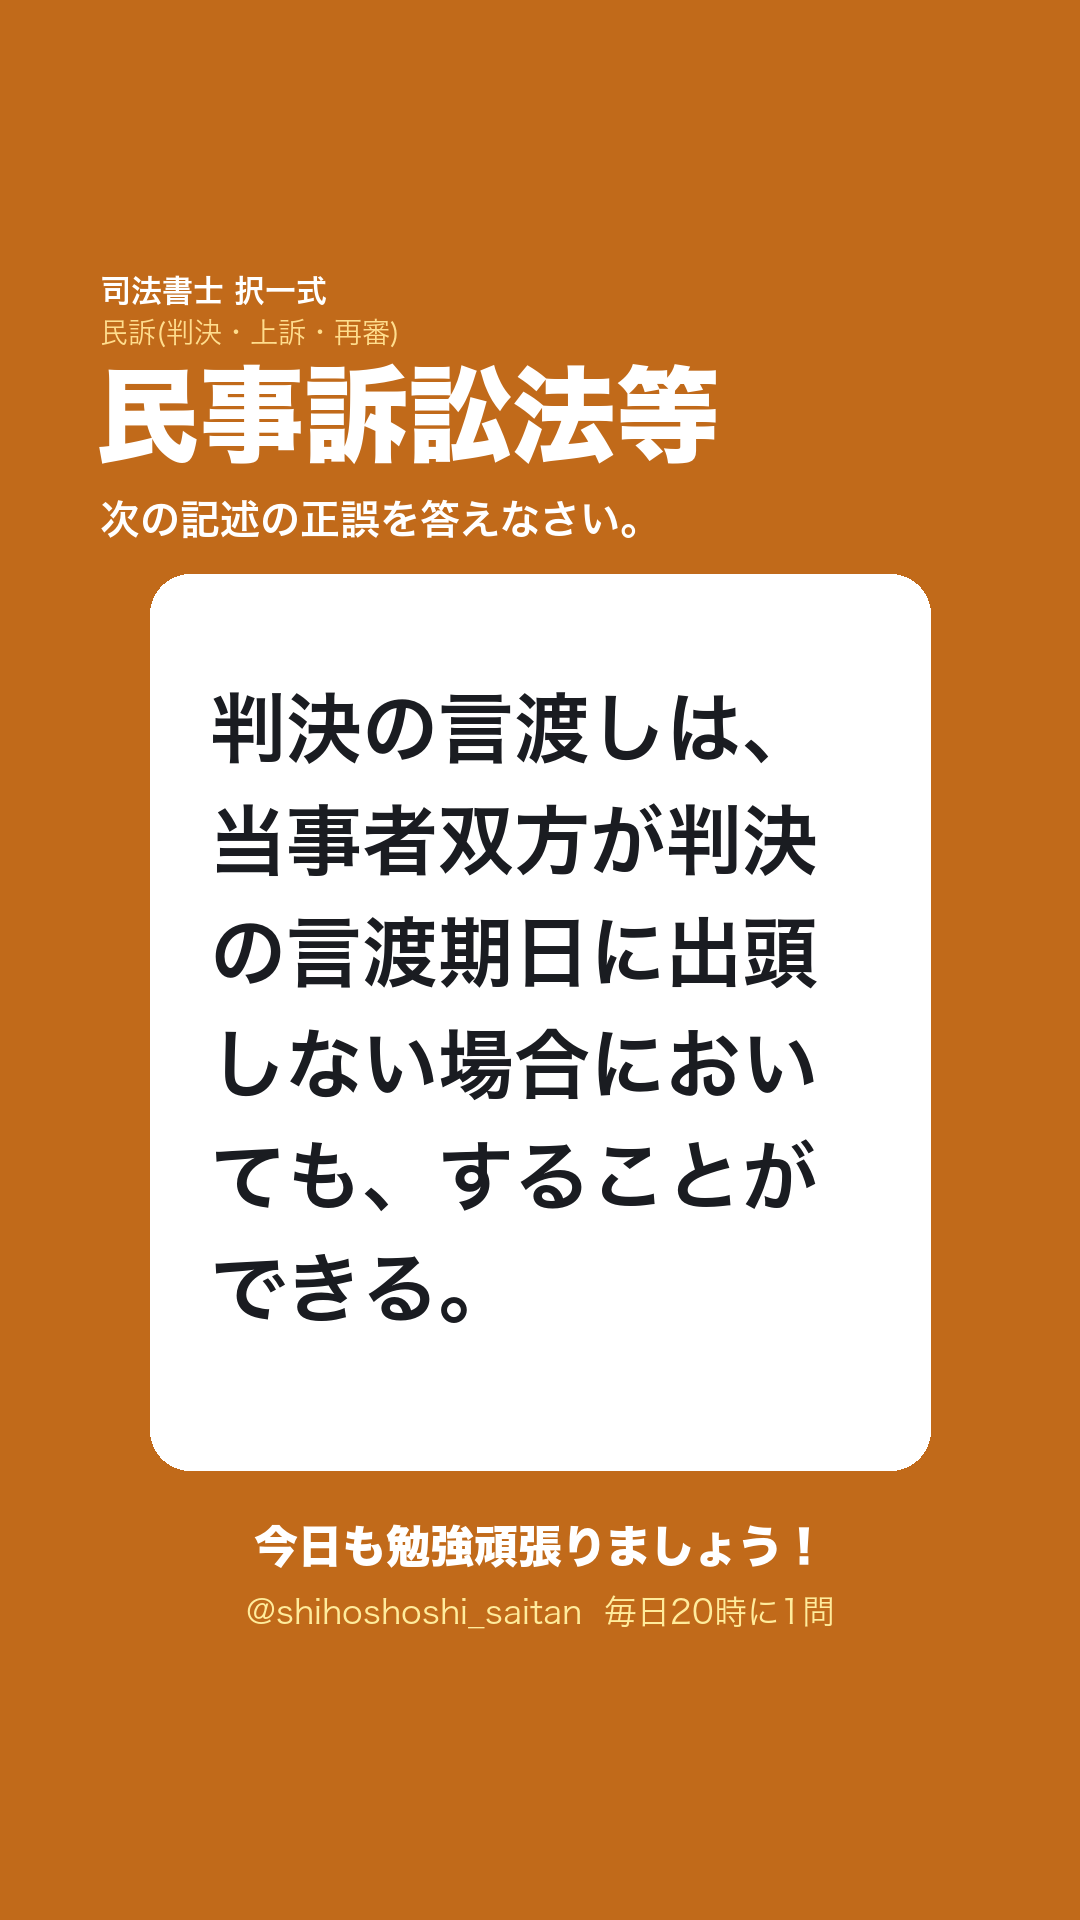 司法書士 択一式
民訴(判決・上訴・再審)
民事訴訟法等
次の記述の正誤を答えなさい。
判決の言渡しは、
当事者双方が判決
の言渡期日に出頭
しない場合におい
ても、することが
できる。
今日も勉強頑張りましょう！
@shihoshoshi_saitan 毎日20時に1問